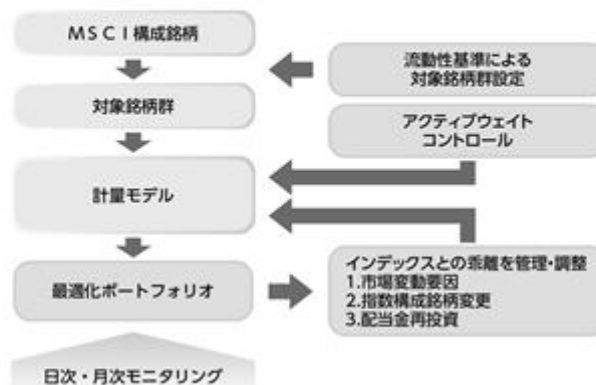 MSCI構成銘柄
流動性基準による
対象銘柄群設定
対象銘柄群
アクティブウェイト
コントロール
計量モデル
最適化ポートフォリオ
インデックスとの乖離を管理・調整
1.市場変動要因
2.指数構成銘柄変更
3.配当金再投資
日次・月次モニタリング